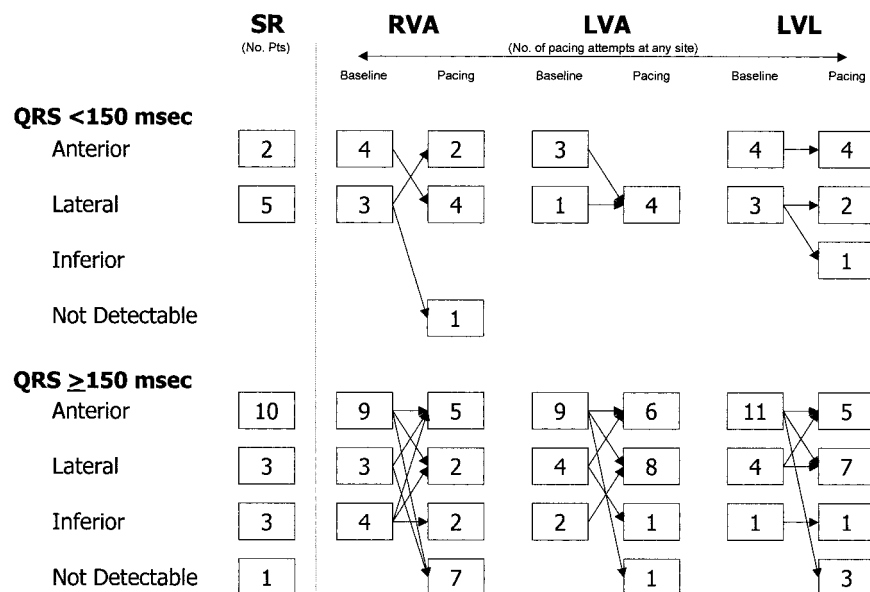 SR RVA LVA LVL
(No. Pts) (No. of pacing attempts at any site)
Baseline Pacing Baseline Pacing Baseline Pacing
QRS <150 msec
Anterior 2 4 2 3 4 4
Lateral 5 3 4 1 4 3 2
Inferior 1
Not Detectable 1
QRS ≥150 msec
Anterior 10 9 5 9 6 11 5
Lateral 3 3 2 4 8 4 7
Inferior 3 4 2 2 1 1 1
Not Detectable 1 7 1 3